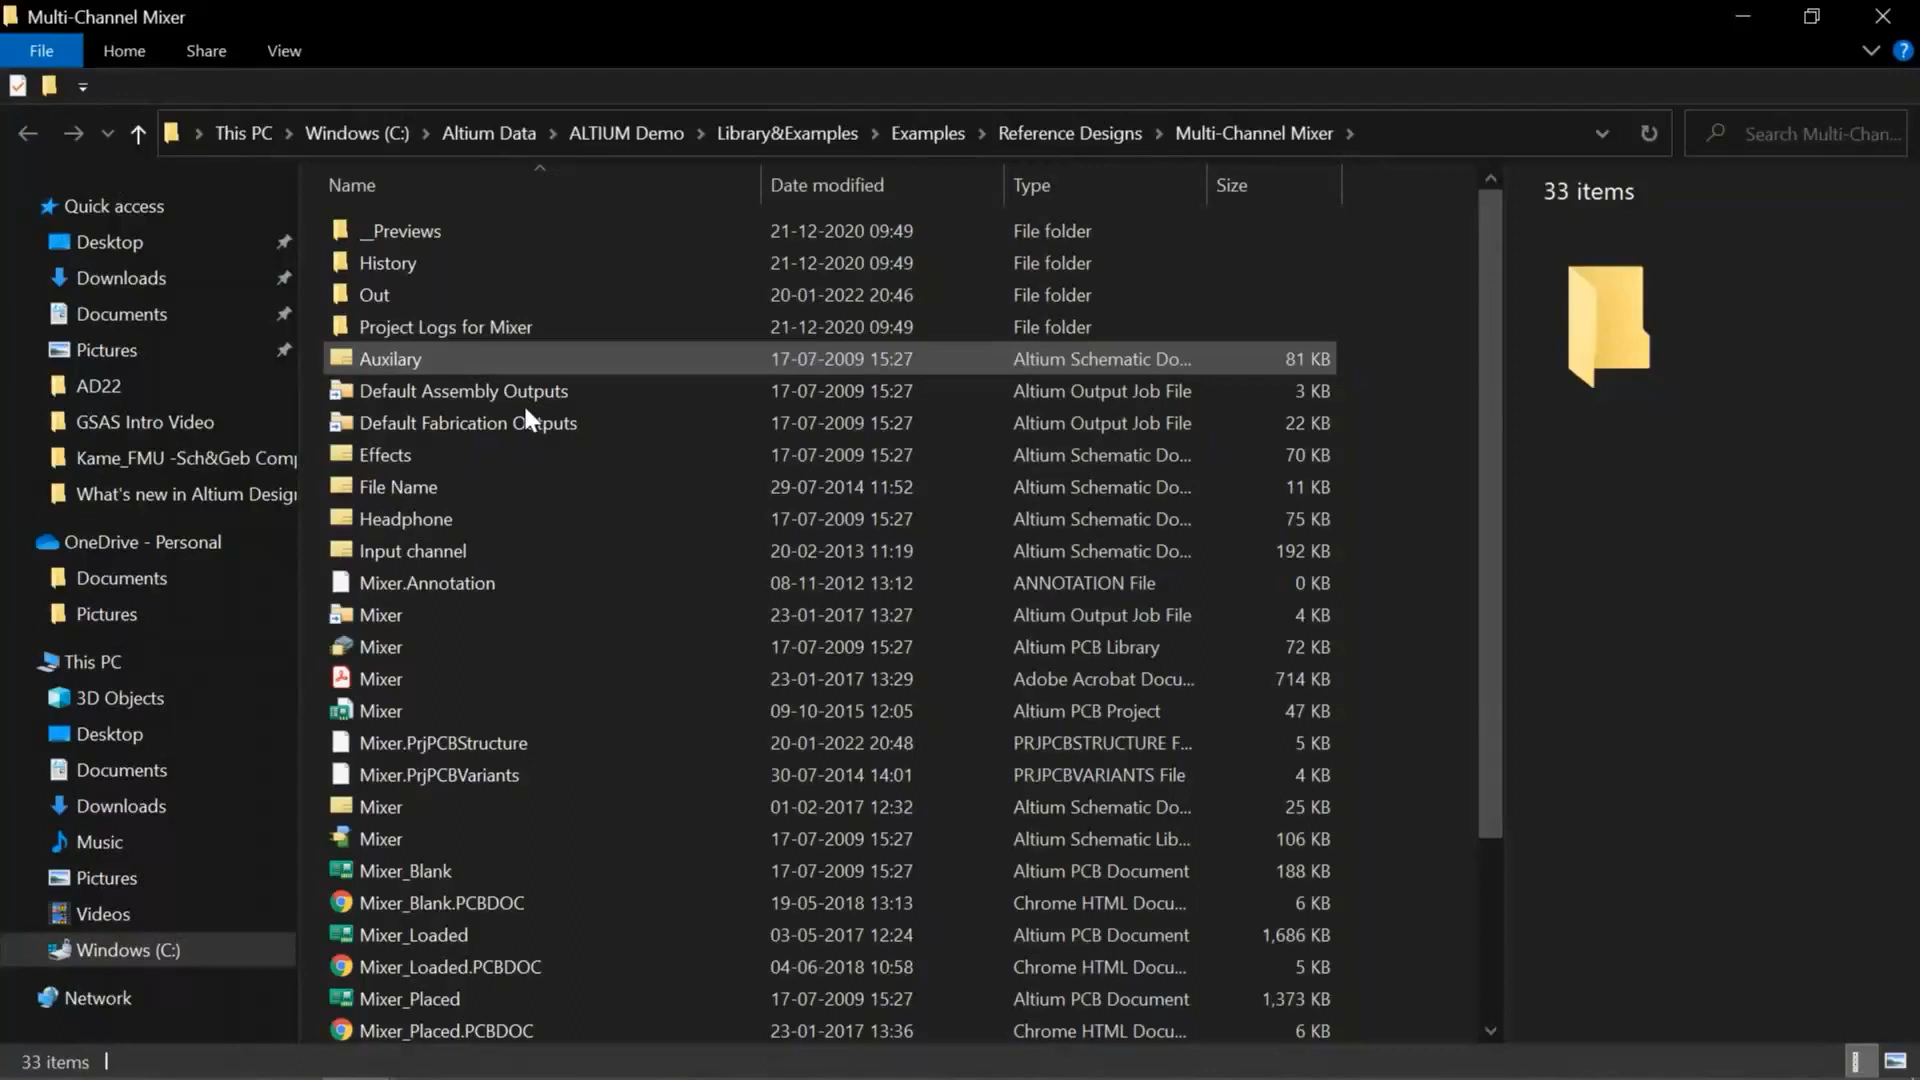 Multi-Channel Mixer
File Home Share View
This PC Windows (C:) Altium Data ALTIUM Demo Library&Examples Examples Reference Designs Multi-Channel Mixer Search Multi-Chan...
Name Date modified Type Size
33 items
Quick access
Desktop
Downloads
Documents
Pictures
AD22
GSAS Intro Video
Kame_FMU -Sch&Geb Comp
What's new in Altium Desig
OneDrive - Personal
Documents
Pictures
This PC
3D Objects
Desktop
Documents
Downloads
Music
Pictures
Videos
Windows (C:)
Network
__Previews 21-12-2020 09:49 File folder
History 21-12-2020 09:49 File folder
Out 20-01-2022 20:46 File folder
Project Logs for Mixer 21-12-2020 09:49 File folder
Auxilary 17-07-2009 15:27 Altium Schematic Do... 81 KB
Default Assembly Outputs 17-07-2009 15:27 Altium Output Job File 3 KB
Default Fabrication Outputs 17-07-2009 15:27 Altium Output Job File 22 KB
Effects 17-07-2009 15:27 Altium Schematic Do... 70 KB
File Name 29-07-2014 11:52 Altium Schematic Do... 11 KB
Headphone 17-07-2009 15:27 Altium Schematic Do... 75 KB
Input channel 20-02-2013 11:19 Altium Schematic Do... 192 KB
Mixer.Annotation 08-11-2012 13:12 ANNOTATION File 0 KB
Mixer 23-01-2017 13:27 Altium Output Job File 4 KB
Mixer 17-07-2009 15:27 Altium PCB Library 72 KB
Mixer 23-01-2017 13:29 Adobe Acrobat Docu... 714 KB
Mixer 09-10-2015 12:05 Altium PCB Project 47 KB
Mixer.PrjPCBStructure 20-01-2022 20:48 PRJPCBSTRUCTURE F... 5 KB
Mixer.PrjPCBVariants 30-07-2014 14:01 PRJPCBVARIANTS File 4 KB
Mixer 01-02-2017 12:32 Altium Schematic Do... 25 KB
Mixer 17-07-2009 15:27 Altium Schematic Lib... 106 KB
Mixer_Blank 17-07-2009 15:27 Altium PCB Document 188 KB
Mixer_Blank.PCBDOC 19-05-2018 13:13 Chrome HTML Docu... 6 KB
Mixer_Loaded 03-05-2017 12:24 Altium PCB Document 1,686 KB
Mixer_Loaded.PCBDOC 04-06-2018 10:58 Chrome HTML Docu... 5 KB
Mixer_Placed 17-07-2009 15:27 Altium PCB Document 1,373 KB
Mixer_Placed.PCBDOC 23-01-2017 13:36 Chrome HTML Docu... 6 KB
33 items